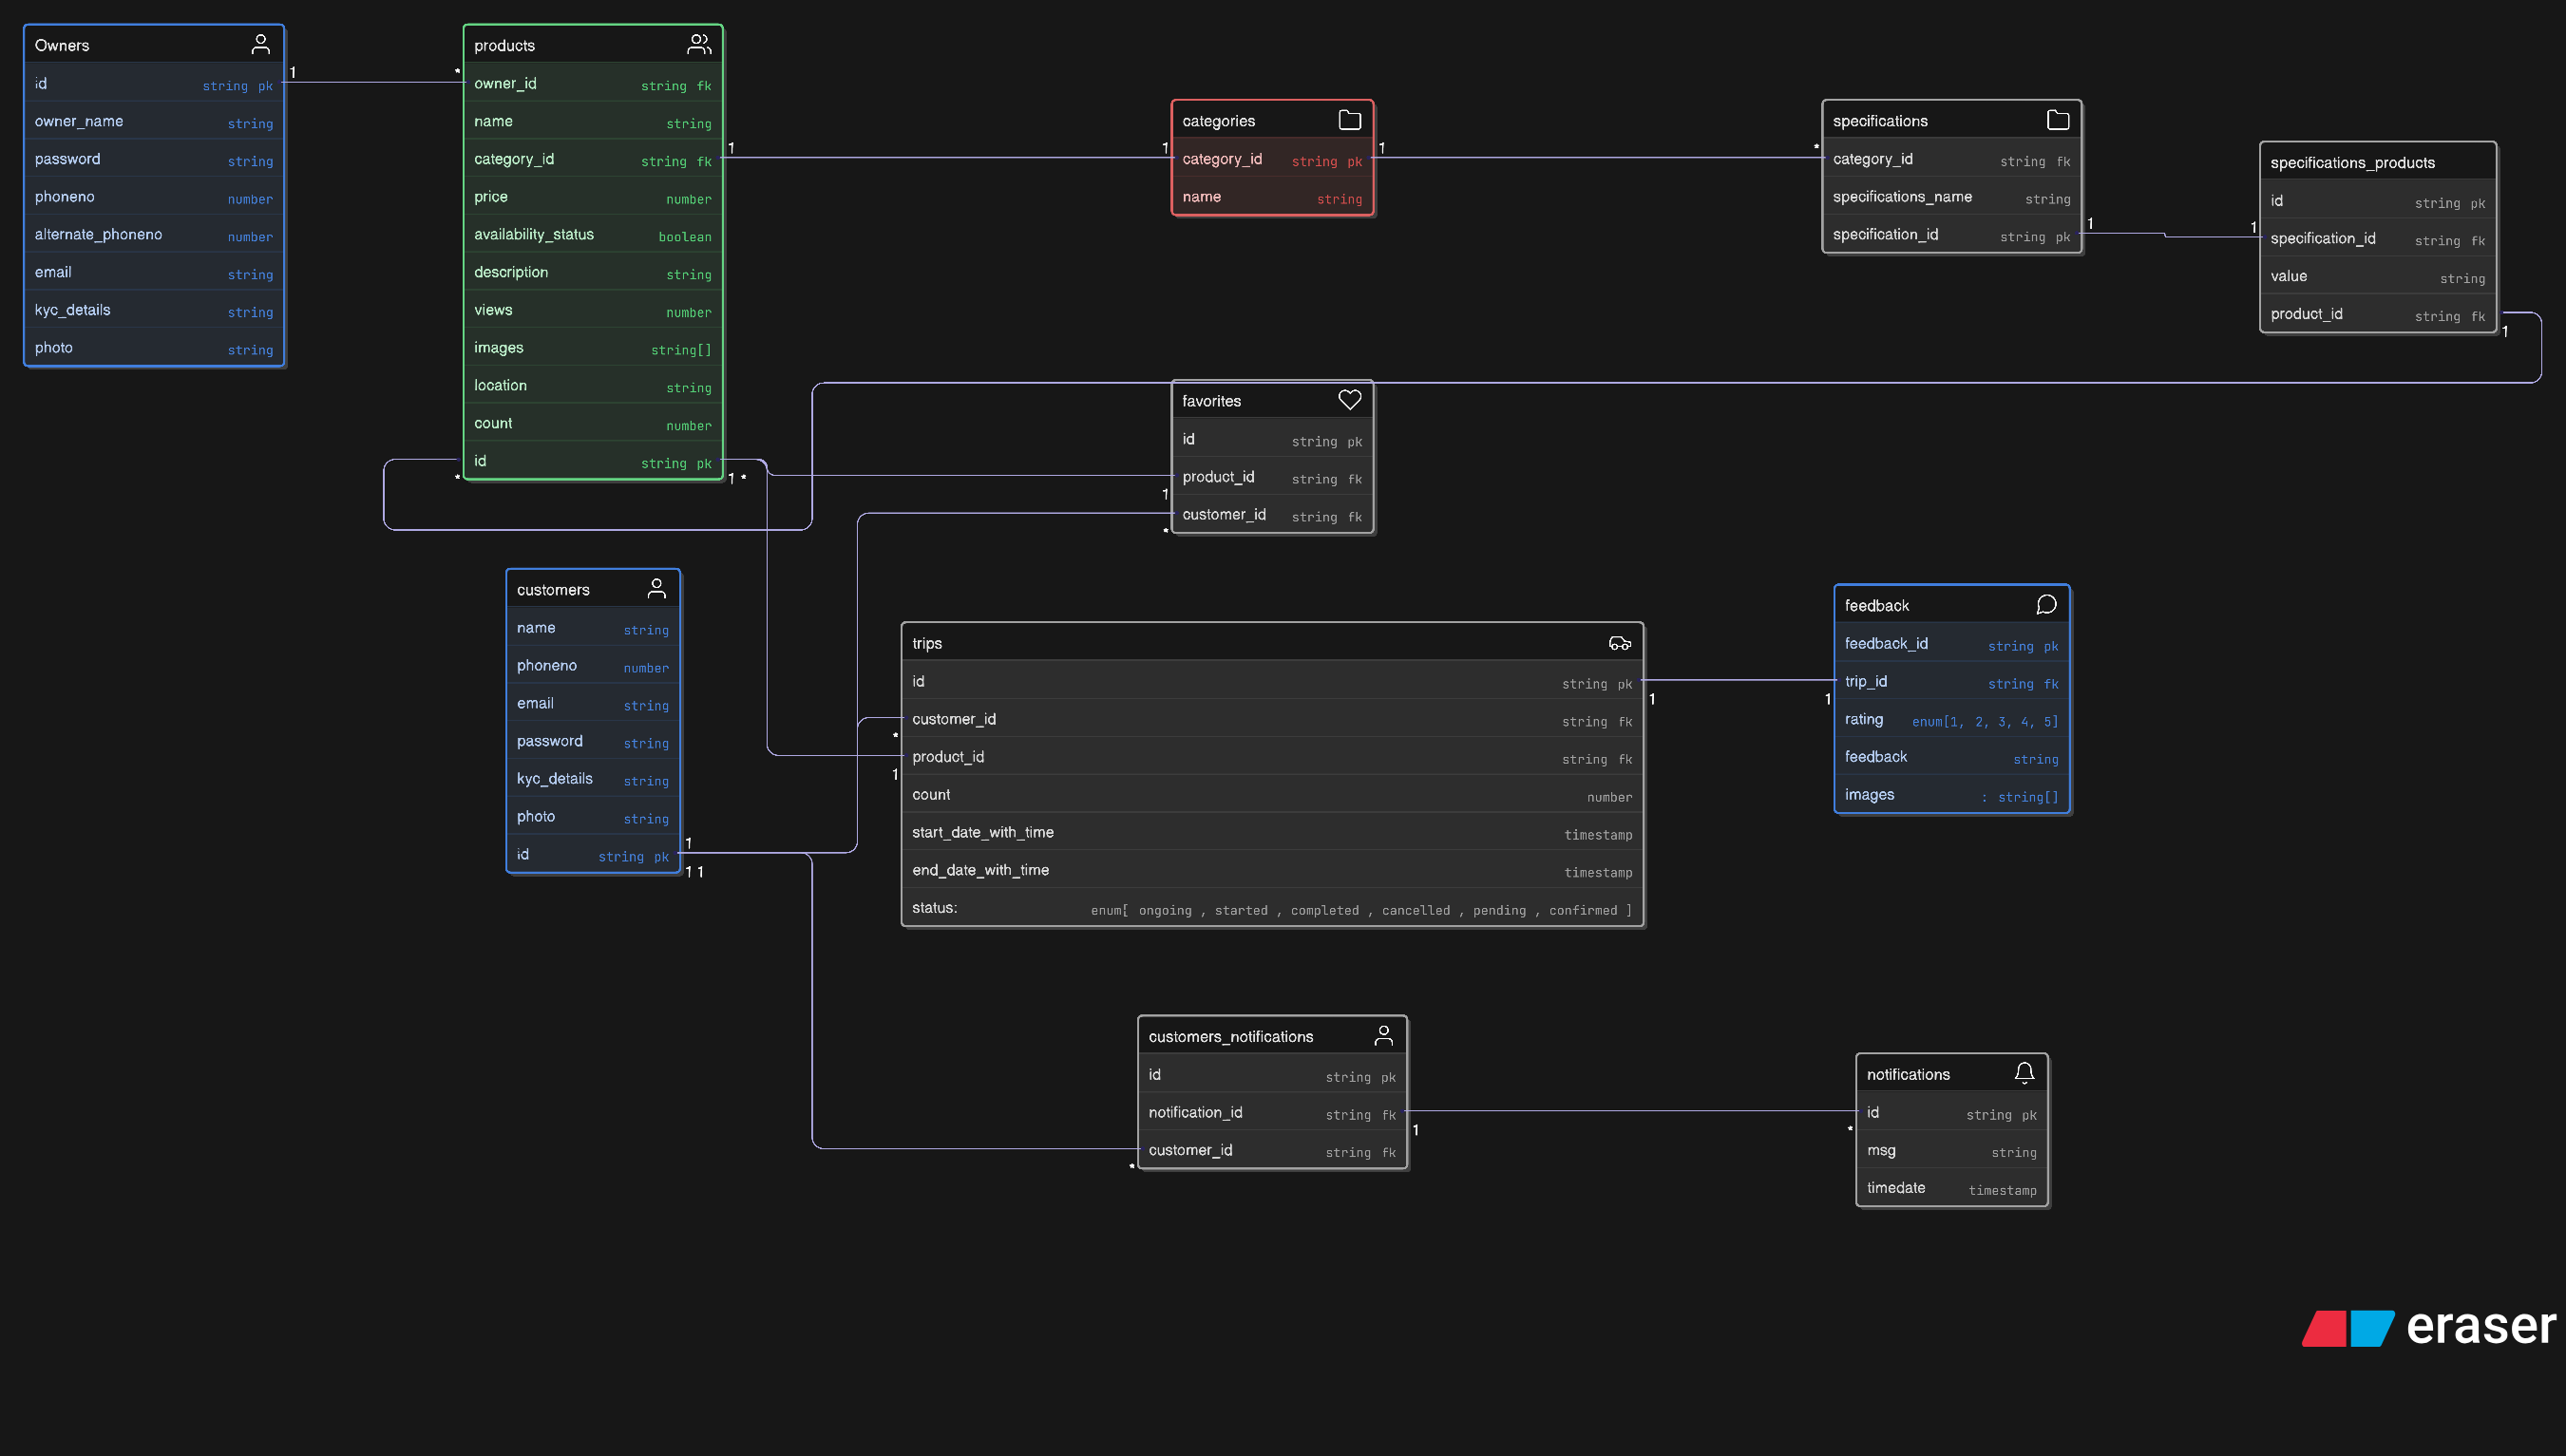 Owners
id string pk
owner_name string
password string
phoneno number
alternate_phoneno number
email string
kyc_details string
photo string
1
*
products
owner_id string fk
name string
category_id string fk
price number
availability_status boolean
description string
views number
images string[]
location string
count number
id string pk
1
1
*
1 *
categories
category_id string pk
name string
1
*
specifications
category_id string fk
specifications_name string
specification_id string pk
1
1
specifications_products
id string pk
specification_id string fk
value string
product_id string fk
1
favorites
id string pk
product_id string fk
customer_id string fk
1
*
customers
name string
phoneno number
email string
password string
kyc_details string
photo string
id string pk
1
1 1
trips
id string pk
customer_id string fk
product_id string fk
count number
start_date_with_time timestamp
end_date_with_time timestamp
status: enum[ ongoing , started , completed , cancelled , pending , confirmed ]
*
1
1
1
feedback
feedback_id string pk
trip_id string fk
rating enum[1, 2, 3, 4, 5]
feedback string
images : string[]
customers_notifications
id string pk
notification_id string fk
customer_id string fk
*
1
*
notifications
id string pk
msg string
timedate timestamp
eraser